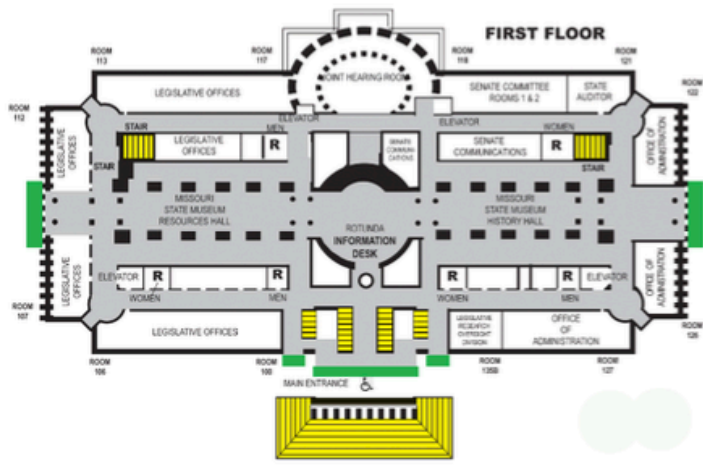 FIRST FLOOR
ROOM
113
ROOM
117
ROOM
118
ROOM
121
LEGISLATIVE OFFICES
JOINT HEARING ROOM
SENATE COMMITTEE
ROOMS 1 & 2
STATE
AUDITOR
ROOM
112
ROOM
122
ELEVATOR
ELEVATOR
STAIR
MEN
WOMEN
LEGISLATIVE
OFFICES
R
SENATE
COMMUNI-
CATIONS
SENATE
COMMUNICATIONS
R
LEGISLATIVE
OFFICES
OFFICE OF
ADMINISTRATION
STAIR
STAIR
MISSOURI
STATE MUSEUM
RESOURCES HALL
MISSOURI
STATE MUSEUM
HISTORY HALL
ROTUNDA
INFORMATION
DESK
LEGISLATIVE
OFFICES
OFFICE OF
ADMINISTRATION
ELEVATOR
R
R
R
R
ELEVATOR
WOMEN
MEN
WOMEN
MEN
ROOM
107
ROOM
126
LEGISLATIVE OFFICES
LEGISLATIVE
RESEARCH
OVERSIGHT
DIVISION
OFFICE
OF
ADMINISTRATION
ROOM
106
ROOM
100
ROOM
135B
ROOM
127
MAIN ENTRANCE